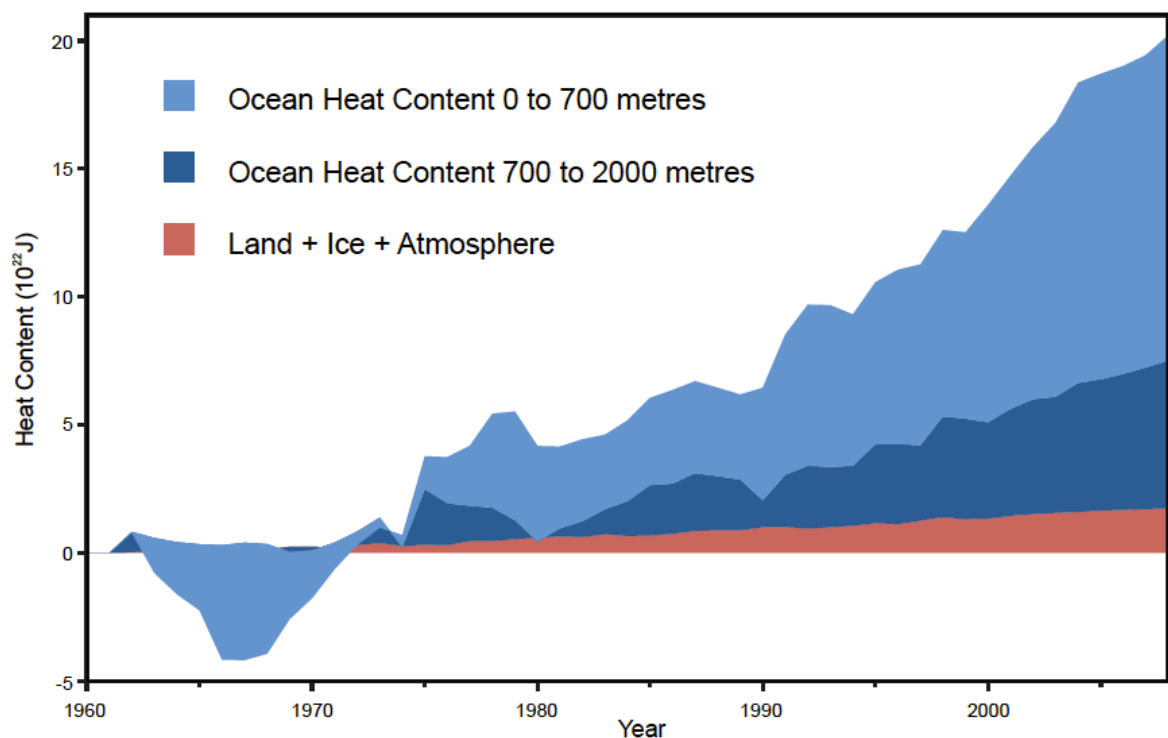 20
Ocean Heat Content 0 to 700 metres
15
Ocean Heat Content 700 to 2000 metres
Land + Ice + Atmosphere
Heat Content (10²²J)
10
5
0
-5
1960
1970
1980
1990
2000
Year